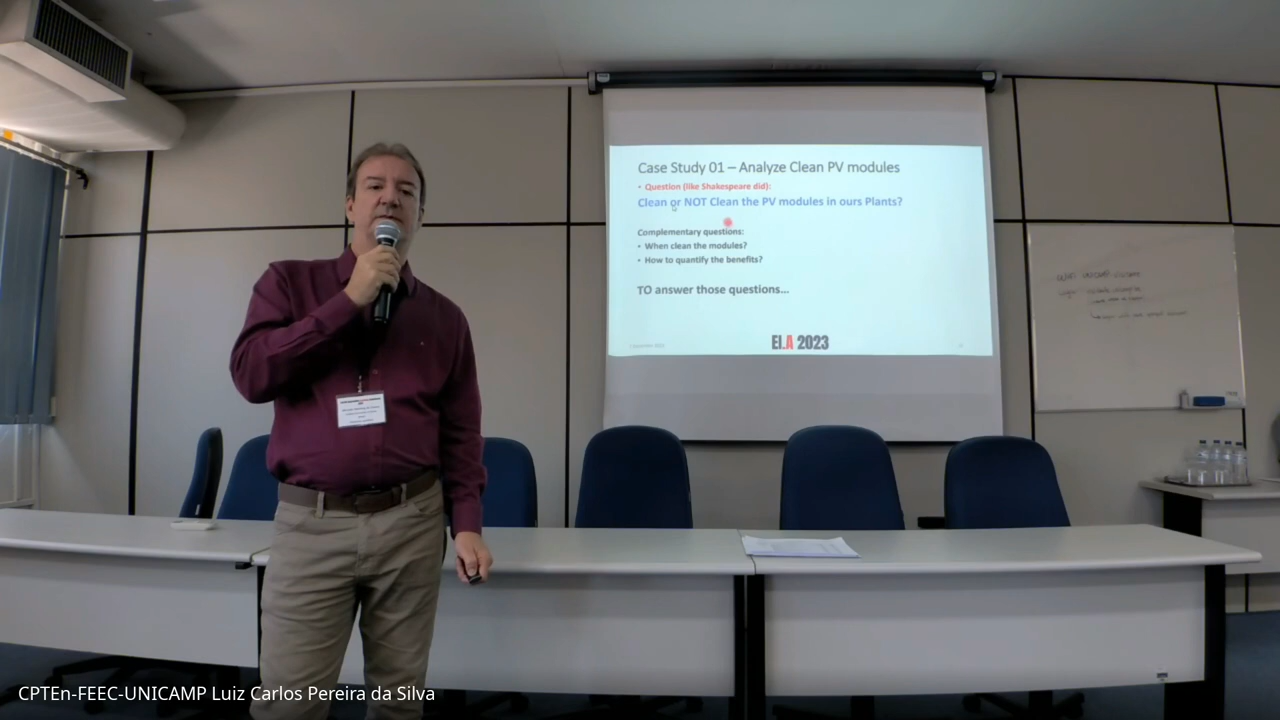 Case Study 01 – Analyze Clean PV modules
• Question (like Shakespeare did):
Clean or NOT Clean the PV modules in ours Plants?
Complementary questions:
• When clean the modules?
• How to quantify the benefits?
TO answer those questions...
EI.A 2023
CPTEn-FEEC-UNICAMP Luiz Carlos Pereira da Silva